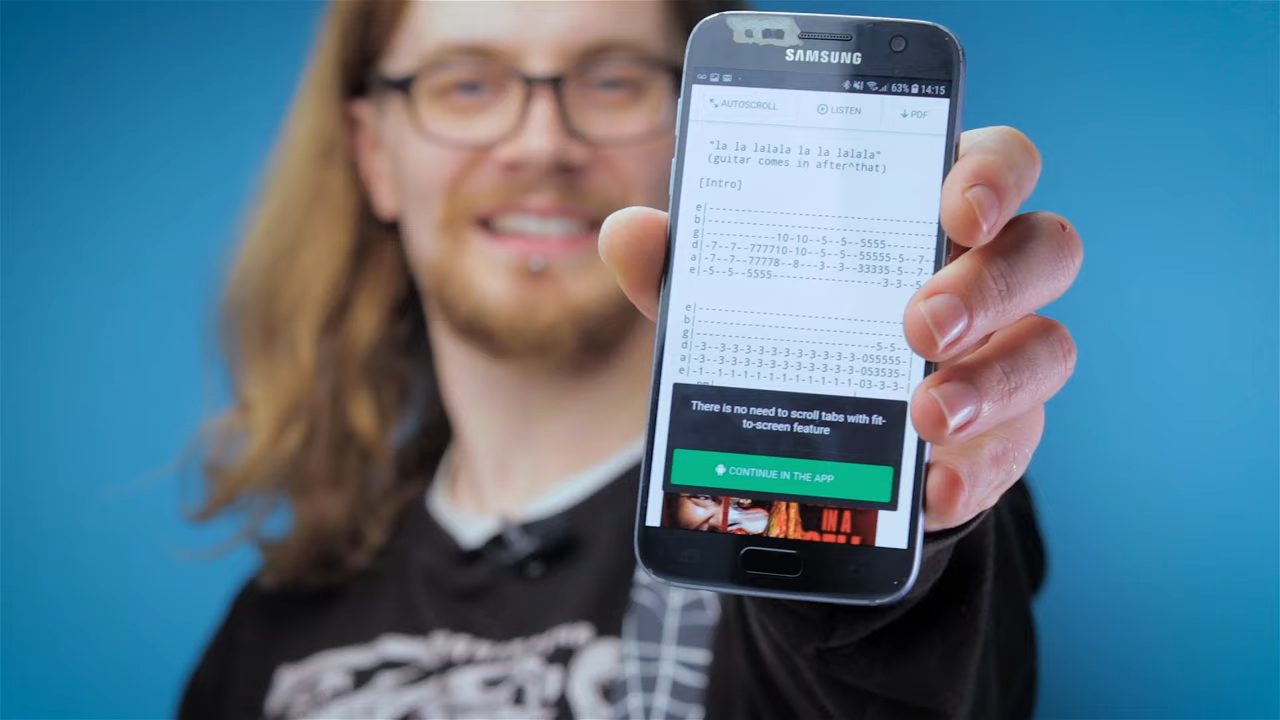 SAMSUNG
63% 14:15
AUTOSCROLL LISTEN PDF
"la la lalala la la lalala"
(guitar comes in after^that)
[Intro]
e|--------------------------------
b|--------------------------------
g|----------10-10--5--5--5555------
d|-7--7--777710-10--5--5--55555-5--7-
a|-7--7--77778--8---3--3--33335-5--7-
e|-5--5--5555----------------3-3--5
e|--------------------------------
b|--------------------------------
g|---------------------------5-5-
d|-3--3-3-3-3-3-3-3-3-3-3-3-3-055555-
a|-3--3-3-3-3-3-3-3-3-3-3-3-3-053535-
e|-1--1-1-1-1-1-1-1-1-1-1-1-1-03-3-3-
There is no need to scroll tabs with fit-
to-screen feature
CONTINUE IN THE APP
IN A